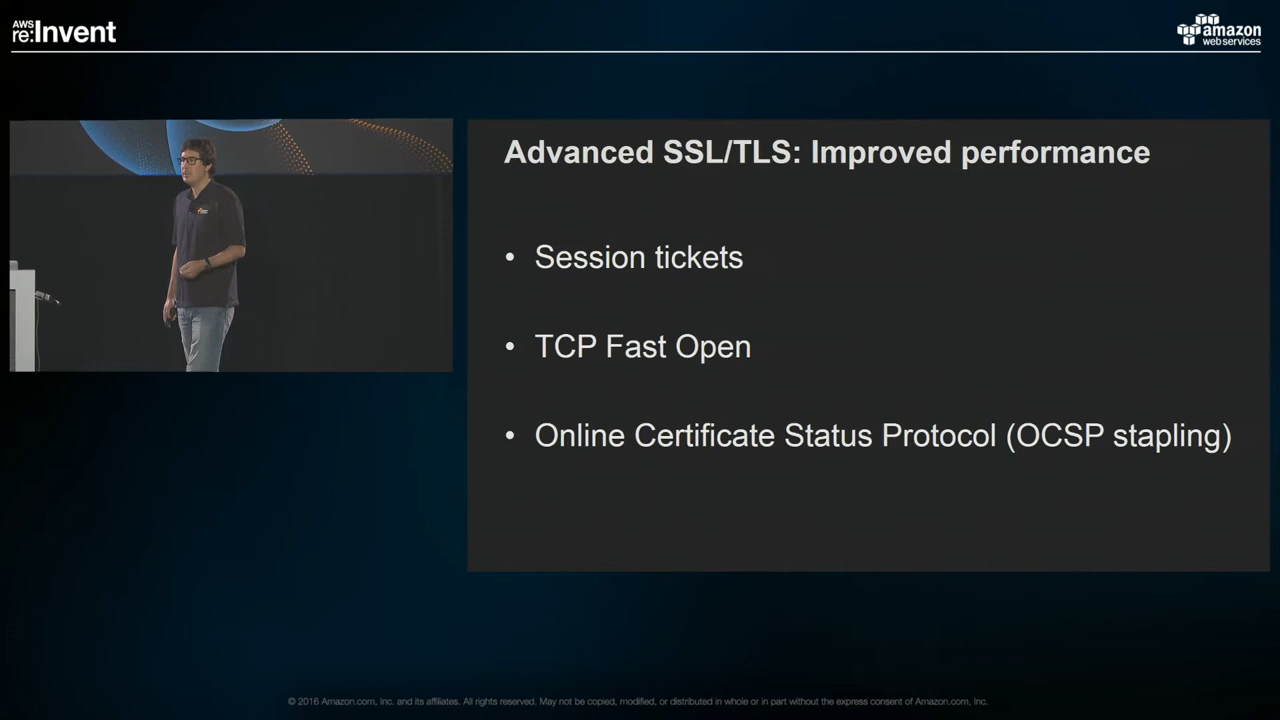 AWS
re:Invent
amazon
web services
Advanced SSL/TLS: Improved performance
• Session tickets
• TCP Fast Open
• Online Certificate Status Protocol (OCSP stapling)
© 2016 Amazon.com, Inc. and its affiliates. All rights reserved. May not be copied, modified, or distributed in whole or in part without the express consent of Amazon.com, Inc.